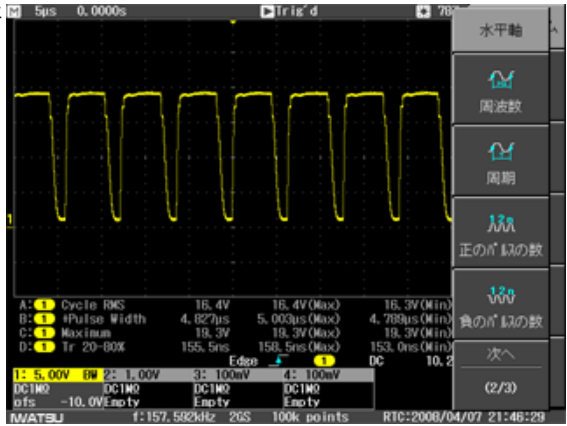 M 5μs 0.0000s Trig'd 787
水平軸
周波数
周期
1
12n
正のパルスの数
12n
負のパルスの数
次へ
(2/3)
A: 1 Cycle RMS 16.4V 16.4V(Max) 16.3V(Min)
B: 1 +Pulse Width 4.827μs 5.003μs(Max) 4.789μs(Min)
C: 1 Maximum 19.3V 19.3V(Max) 19.3V(Min)
D: 1 Tr 20-80% 155.5ns 158.5ns(Max) 153.0ns(Min)
Edge 1 DC 10.2
1: 5.00V BW 2: 1.00V 3: 100mV 4: 100mV
DC1MΩ DC1MΩ DC1MΩ DC1MΩ
ofs -10.0V Empty Empty Empty
IWATSU f:157.592kHz 2GS 100k points RTC:2008/04/07 21:46:29